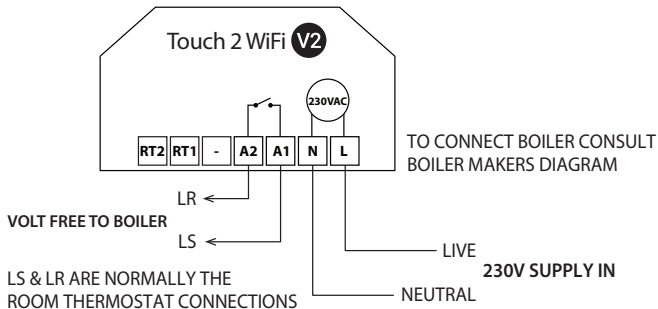 Touch 2 WiFi V2
230VAC
RT2 RT1 - A2 A1 N L
TO CONNECT BOILER CONSULT
BOILER MAKERS DIAGRAM
LR
VOLT FREE TO BOILER
LS
LIVE
230V SUPPLY IN
LS & LR ARE NORMALLY THE
ROOM THERMOSTAT CONNECTIONS
NEUTRAL